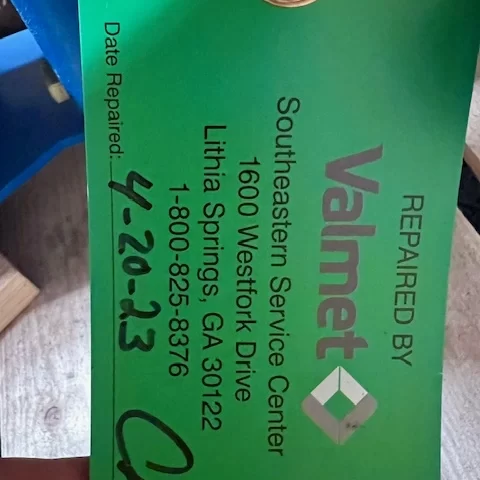 REPAIRED BY
Valmet
Southeastern Service Center
1600 Westfork Drive
Lithia Springs, GA 30122
1-800-825-8376
Date Repaired: 4-20-23